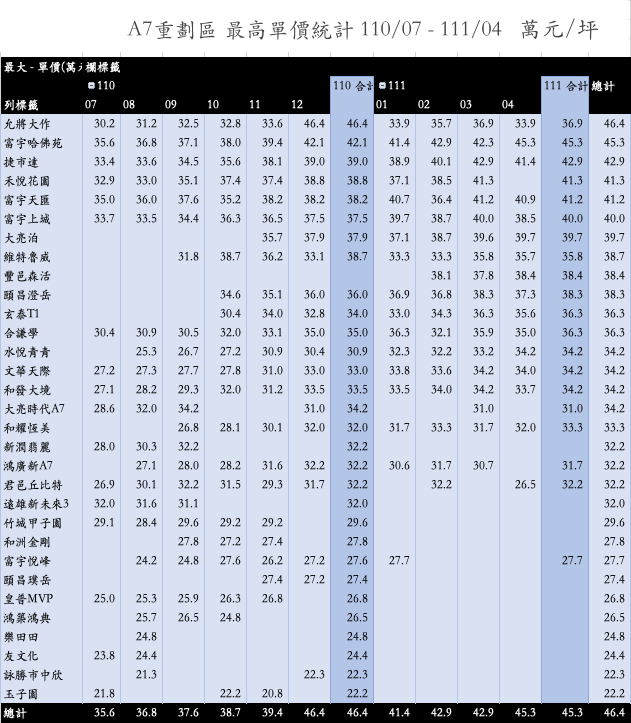 A7重劃區 最高單價統計 110/07 - 111/04 萬元/坪
最大 - 單價(萬 欄標籤
110 110 合計 111 111 合計 總計
列標籤 07 08 09 10 11 12 01 02 03 04
允將大作 30.2 31.2 32.5 32.8 33.6 46.4 46.4 33.9 35.7 36.9 33.9 36.9 46.4
富宇哈佛苑 35.6 36.8 37.1 38.0 39.4 42.1 42.1 41.4 42.9 42.3 45.3 45.3 45.3
捷市達 33.4 33.6 34.5 35.6 38.1 39.0 39.0 38.9 40.1 42.9 41.4 42.9 42.9
禾悅花園 32.9 33.0 35.1 37.4 37.4 38.8 38.8 37.1 38.5 41.3 41.3 41.3
富宇天匯 35.0 36.0 37.6 35.2 38.2 38.2 38.2 40.7 36.4 41.2 40.9 41.2 41.2
富宇上城 33.7 33.5 34.4 36.3 36.5 37.5 37.5 39.7 38.7 40.0 38.5 40.0 40.0
大亮泊 35.7 37.9 37.9 37.1 38.7 39.6 39.7 39.7 39.7
維特魯威 31.8 38.7 36.2 33.1 38.7 33.3 33.3 35.8 35.7 35.8 38.7
豐邑森活 38.1 37.8 38.4 38.4 38.4
頤昌澄岳 34.6 35.1 36.0 36.0 36.9 36.8 38.3 37.3 38.3 38.3
玄泰T1 30.4 34.0 32.8 34.0 33.0 34.3 36.3 35.6 36.3 36.3
合謙學 30.4 30.9 30.5 32.0 33.1 35.0 35.0 36.3 32.1 35.9 35.0 36.3 36.3
水悅青青 25.3 26.7 27.2 30.9 30.4 30.9 32.3 32.2 33.2 34.2 34.2 34.2
文華天際 27.2 27.3 27.7 27.8 31.0 33.0 33.0 33.8 33.6 34.2 34.0 34.2 34.2
和發大境 27.1 28.2 29.3 32.0 31.2 33.5 33.5 33.5 34.0 34.2 33.7 34.2 34.2
大亮時代A7 28.6 32.0 34.2 31.0 34.2 31.0 31.0 34.2
和耀恆美 26.8 28.1 30.1 32.0 32.0 31.7 33.3 31.7 32.0 33.3 33.3
新潤翡麗 28.0 30.3 32.2 32.2 32.2
鴻廣新A7 27.1 28.0 28.2 31.6 32.2 32.2 30.6 31.7 30.7 31.7 32.2
君邑丘比特 26.9 30.1 32.2 31.5 29.3 31.7 32.2 32.2 26.5 32.2 32.2
遠雄新未來3 32.0 31.6 31.1 32.0 32.0
竹城甲子園 29.1 28.4 29.6 29.2 29.2 29.6 29.6
和洲金剛 27.8 27.2 27.4 27.8 27.8
富宇悅峰 24.2 24.8 27.6 26.2 27.2 27.6 27.7 27.7 27.7
頤昌璞岳 27.4 27.2 27.4 27.4
皇普MVP 25.0 25.3 25.9 26.3 26.8 26.8 26.8
鴻築鴻典 25.7 26.5 24.8 26.5 26.5
樂田田 24.8 24.8 24.8
友文化 23.8 24.4 24.4 24.4
詠勝市中欣 21.3 22.3 22.3 22.3
玉子園 21.8 22.2 20.8 22.2 22.2
總計 35.6 36.8 37.6 38.7 39.4 46.4 46.4 41.4 42.9 42.9 45.3 45.3 46.4